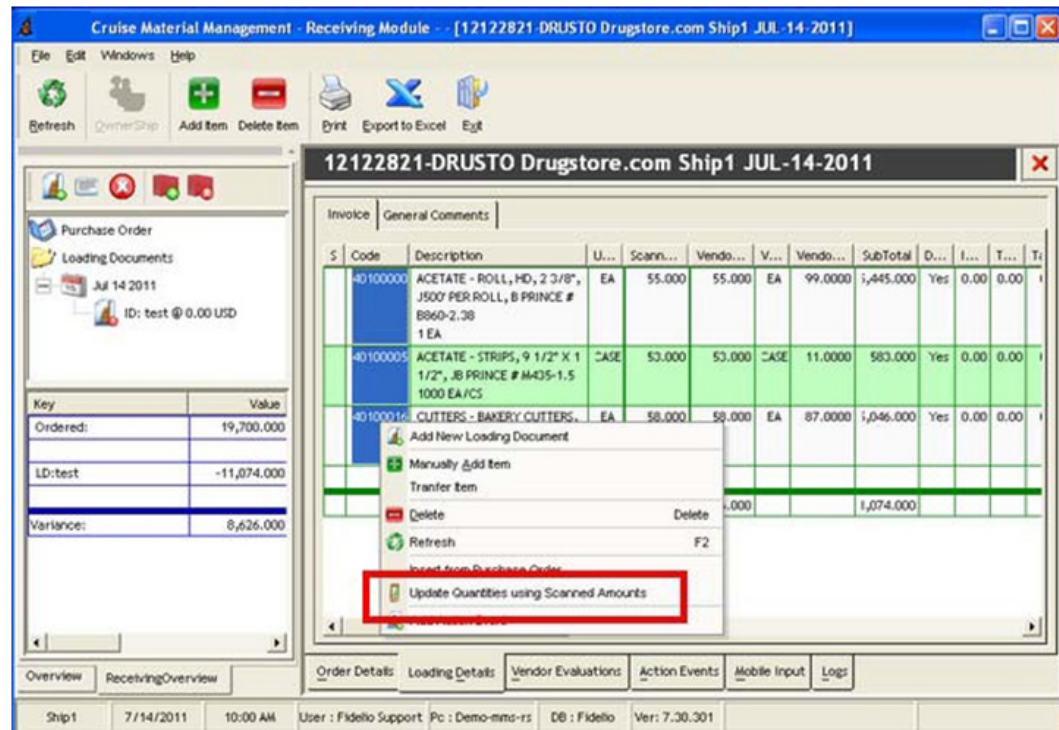 Cruise Material Management - Receiving Module - - [12122821-DRUSTO Drugstore.com Ship1 JUL-14-2011]
File Edit Windows Help
Refresh OwnerShip Add Item Delete Item Print Export to Excel Exit
12122821-DRUSTO Drugstore.com Ship1 JUL-14-2011
Purchase Order
Loading Documents
Jul 14 2011
ID: test @ 0.00 USD
Key Value
Ordered: 19,700.000
LD:test -11,074.000
Variance: 8,626.000
Overview ReceivingOverview
Invoice General Comments
S Code Description U... Scann... Vendo... V... Vendo... SubTotal D... I... T...
40100000 ACETATE - ROLL, HD, 2 3/8", EA 55.000 55.000 EA 99.0000 Yes 0.00 0.00
J500' PER ROLL, B PRINCE #
B860-2.38
1 EA
40100005 ACETATE - STRIPS, 9 1/2" X 1 53.000 53.000 11.0000 583.000 Yes 0.00 0.00
1/2", JB PRINCE # M435-1.5
1000 EA/CS
40100016 CUTTERS - BAKERY CUTTERS, EA 58.000 58.000 EA 87.0000 Yes 0.00 0.00
Add New Loading Document
Manually Add Item
Tranfer Item
Delete Delete
Refresh F2
Insert from Purchase Order
Update Quantities using Scanned Amounts
Order Details Loading Details Vendor Evaluations Action Events Mobile Input Logs
Ship1 7/14/2011 10:00 AM User : Fidelio Support Pc : Demo-mms-rs DB : Fidelio Ver: 7.30.301